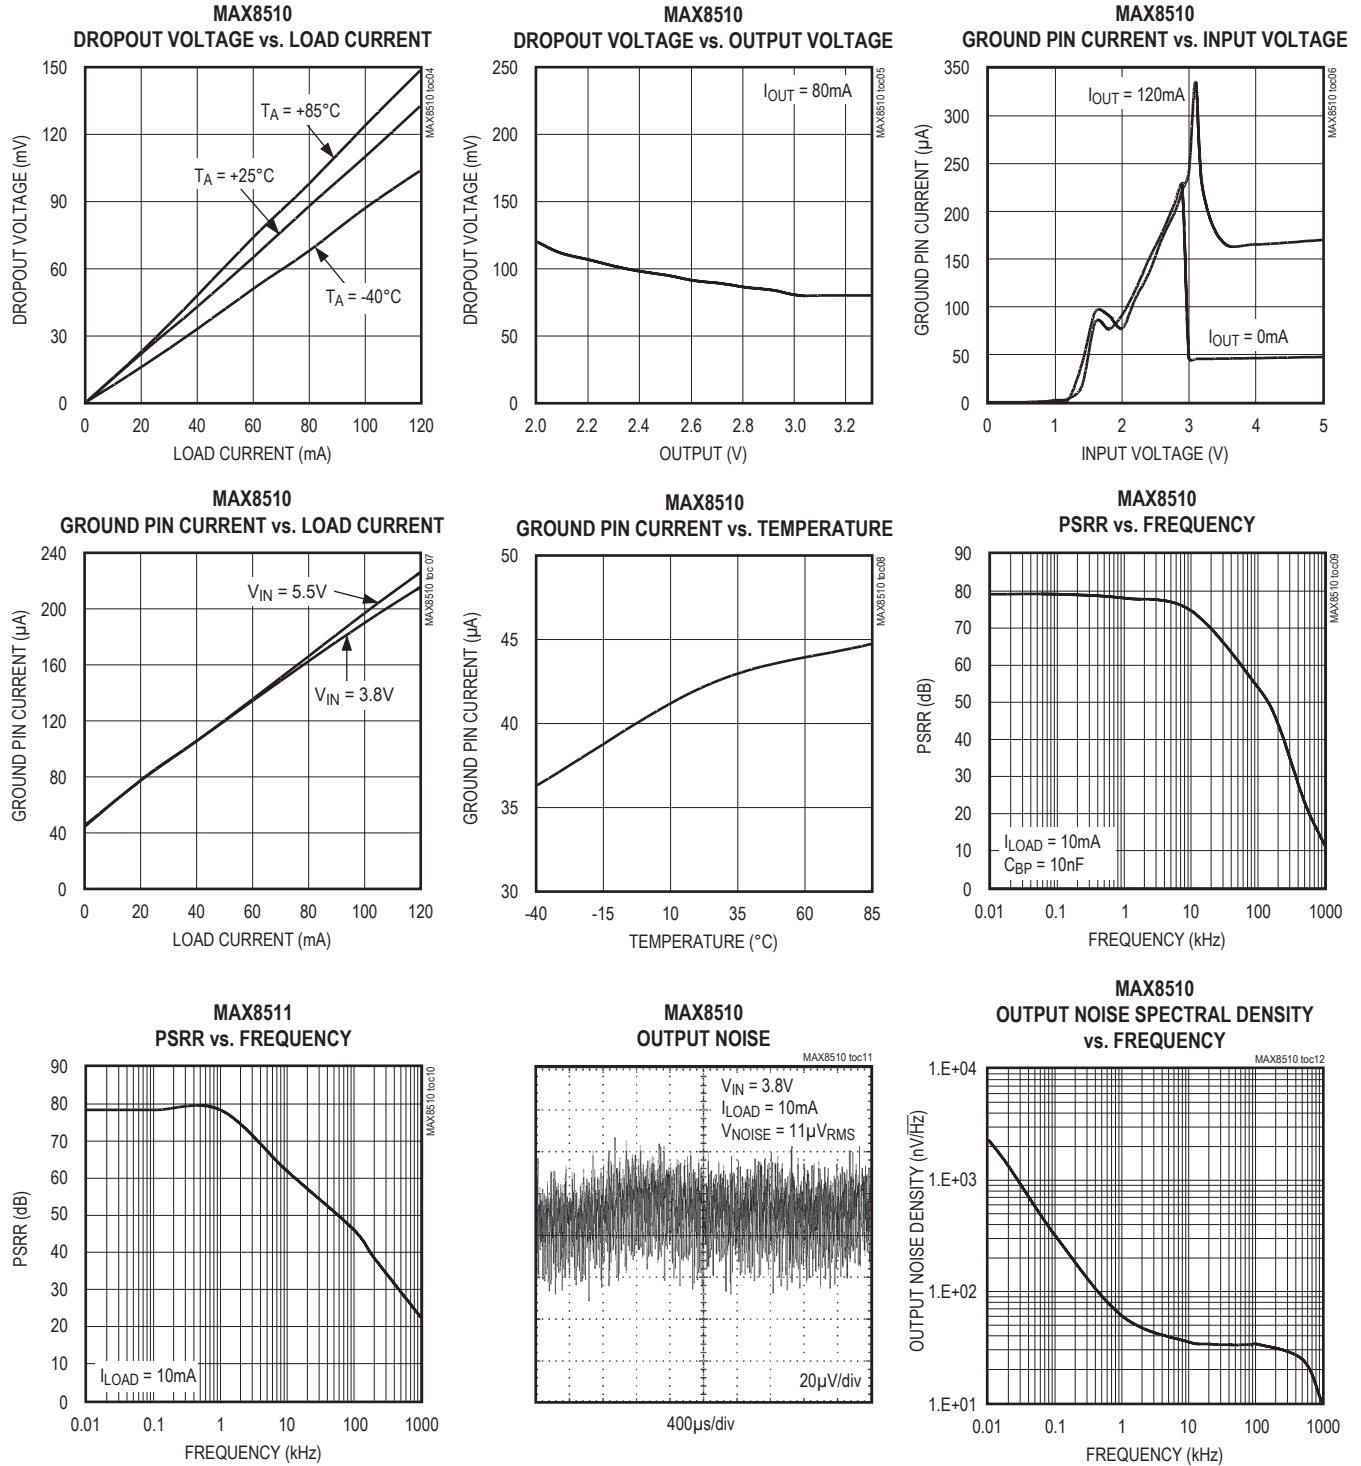 MAX8510
DROPOUT VOLTAGE vs. LOAD CURRENT
MAX8510 toc04
DROPOUT VOLTAGE (mV)
150
120
90
60
30
0
TA = +85°C
TA = +25°C
TA = -40°C
0 20 40 60 80 100 120
LOAD CURRENT (mA)
MAX8510
DROPOUT VOLTAGE vs. OUTPUT VOLTAGE
MAX8510 toc05
DROPOUT VOLTAGE (mV)
250
200
150
100
50
0
IOUT = 80mA
2.0 2.2 2.4 2.6 2.8 3.0 3.2
OUTPUT (V)
MAX8510
GROUND PIN CURRENT vs. INPUT VOLTAGE
MAX8510 toc06
GROUND PIN CURRENT (µA)
350
300
250
200
150
100
50
0
IOUT = 120mA
IOUT = 0mA
0 1 2 3 4 5
INPUT VOLTAGE (V)
MAX8510
GROUND PIN CURRENT vs. LOAD CURRENT
MAX8510 toc 07
GROUND PIN CURRENT (µA)
240
200
160
120
80
40
0
VIN = 5.5V
VIN = 3.8V
0 20 40 60 80 100 120
LOAD CURRENT (mA)
MAX8510
GROUND PIN CURRENT vs. TEMPERATURE
MAX8510 toc08
GROUND PIN CURRENT (µA)
50
45
40
35
30
-40 -15 10 35 60 85
TEMPERATURE (°C)
MAX8510
PSRR vs. FREQUENCY
MAX8510 toc09
PSRR (dB)
90
80
70
60
50
40
30
20
10
0
ILOAD = 10mA
CBP = 10nF
0.01 0.1 1 10 100 1000
FREQUENCY (kHz)
MAX8511
PSRR vs. FREQUENCY
MAX8510 toc10
PSRR (dB)
90
80
70
60
50
40
30
20
10
0
ILOAD = 10mA
0.01 0.1 1 10 100 1000
FREQUENCY (kHz)
MAX8510
OUTPUT NOISE
MAX8510 toc11
VIN = 3.8V
ILOAD = 10mA
VNOISE = 11µVRMS
20µV/div
400µs/div
MAX8510
OUTPUT NOISE SPECTRAL DENSITY
vs. FREQUENCY
MAX8510 toc12
OUTPUT NOISE DENSITY (nV/Hz)
1.E+04
1.E+03
1.E+02
1.E+01
0.01 0.1 1 10 100 1000
FREQUENCY (kHz)